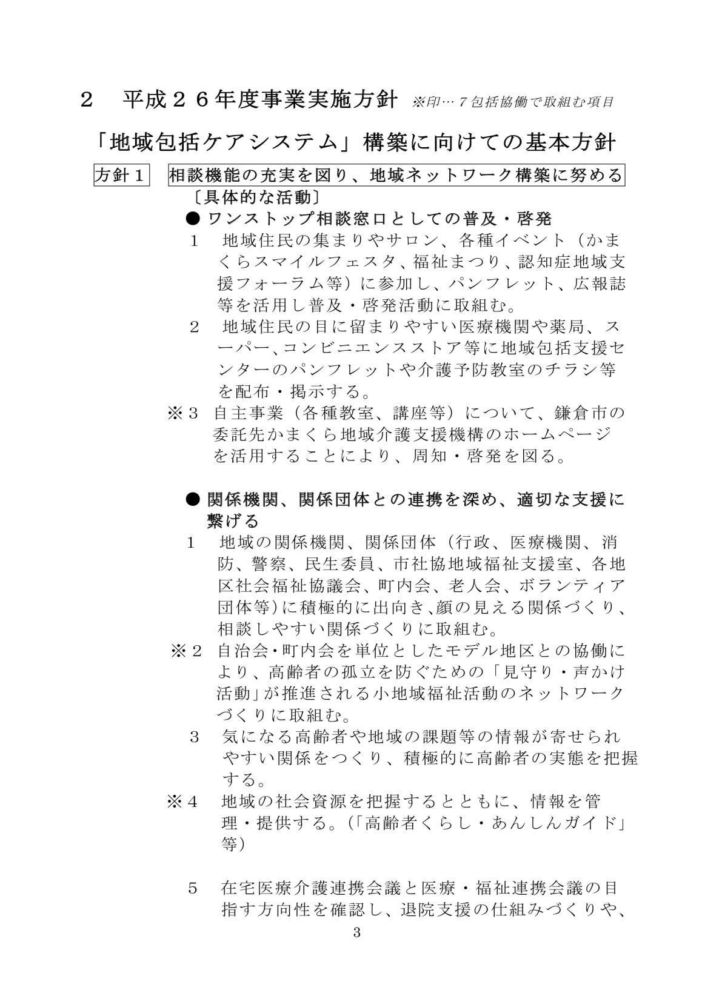 ２　平成２６年度事業実施方針　※印…７包括協働で取組む項目
「地域包括ケアシステム」構築に向けての基本方針
方針１　相談機能の充実を図り、地域ネットワーク構築に努める
〔具体的な活動〕
●ワンストップ相談窓口としての普及・啓発
１　地域住民の集まりやサロン、各種イベント（かま
くらスマイルフェスタ、福祉まつり、認知症地域支
援フォーラム等）に参加し、パンフレット、広報誌
等を活用し普及・啓発活動に取組む。
２　地域住民の目に留まりやすい医療機関や薬局、ス
ーパー、コンビニエンスストア等に地域包括支援セ
ンターのパンフレットや介護予防教室のチラシ等
を配布・掲示する。
※３　自主事業（各種教室、講座等）について、鎌倉市の
委託先かまくら地域介護支援機構のホームページ
を活用することにより、周知・啓発を図る。
●関係機関、関係団体との連携を深め、適切な支援に
繋げる
１　地域の関係機関、関係団体（行政、医療機関、消
防、警察、民生委員、市社協地域福祉支援室、各地
区社会福祉協議会、町内会、老人会、ボランティア
団体等）に積極的に出向き、顔の見える関係づくり、
相談しやすい関係づくりに取組む。
※２　自治会・町内会を単位としたモデル地区との協働に
より、高齢者の孤立を防ぐための「見守り・声かけ
活動」が推進される小地域福祉活動のネットワーク
づくりに取組む。
３　気になる高齢者や地域の課題等の情報が寄せられ
やすい関係をつくり、積極的に高齢者の実態を把握
する。
※４　地域の社会資源を把握するとともに、情報を管
理・提供する。（「高齢者くらし・あんしんガイド」
等）
５　在宅医療介護連携会議と医療・福祉連携会議の目
指す方向性を確認し、退院支援の仕組みづくりや、
3